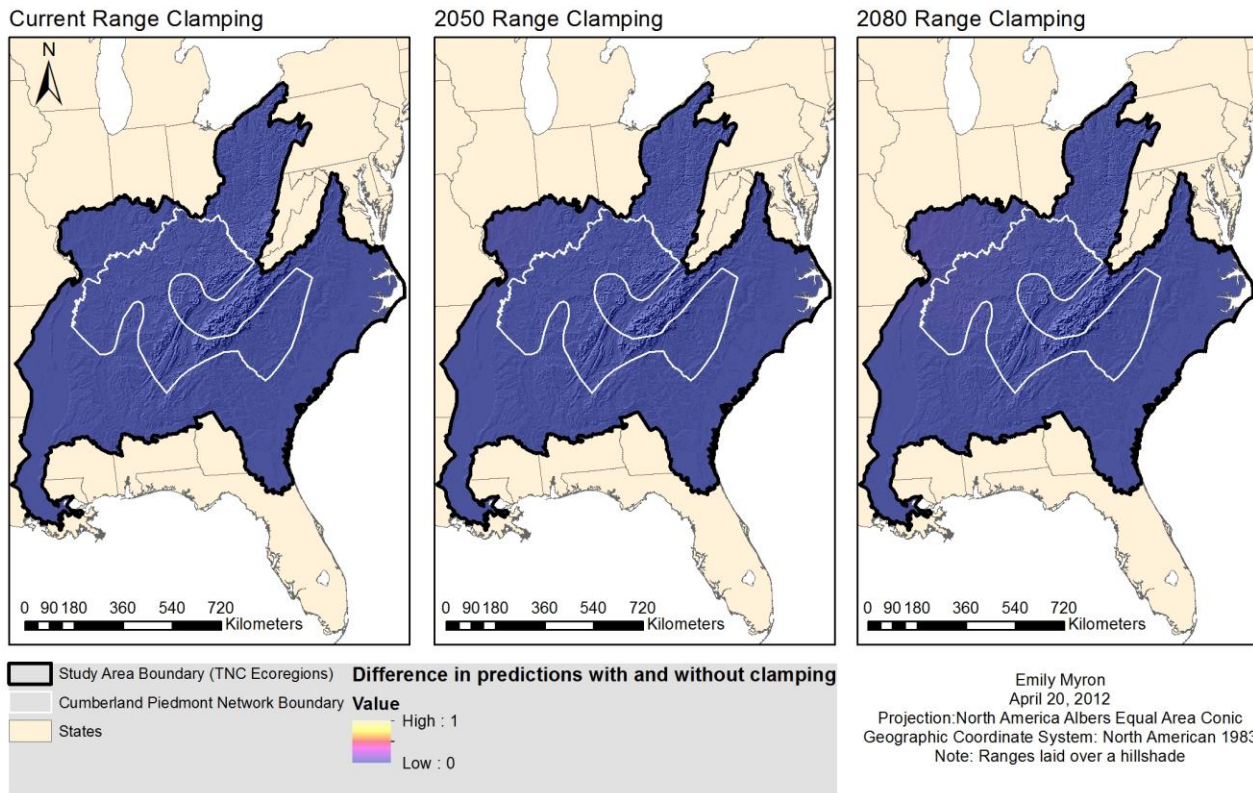 Current Range Clamping
2050 Range Clamping
2080 Range Clamping
N
0 90 180 360 540 720
Kilometers
0 90 180 360 540 720
Kilometers
0 90 180 360 540 720
Kilometers
Study Area Boundary (TNC Ecoregions)
Cumberland Piedmont Network Boundary
States
Difference in predictions with and without clamping
Value
High : 1
Low : 0
Emily Myron
April 20, 2012
Projection:North America Albers Equal Area Conic
Geographic Coordinate System: North American 1983
Note: Ranges laid over a hillshade